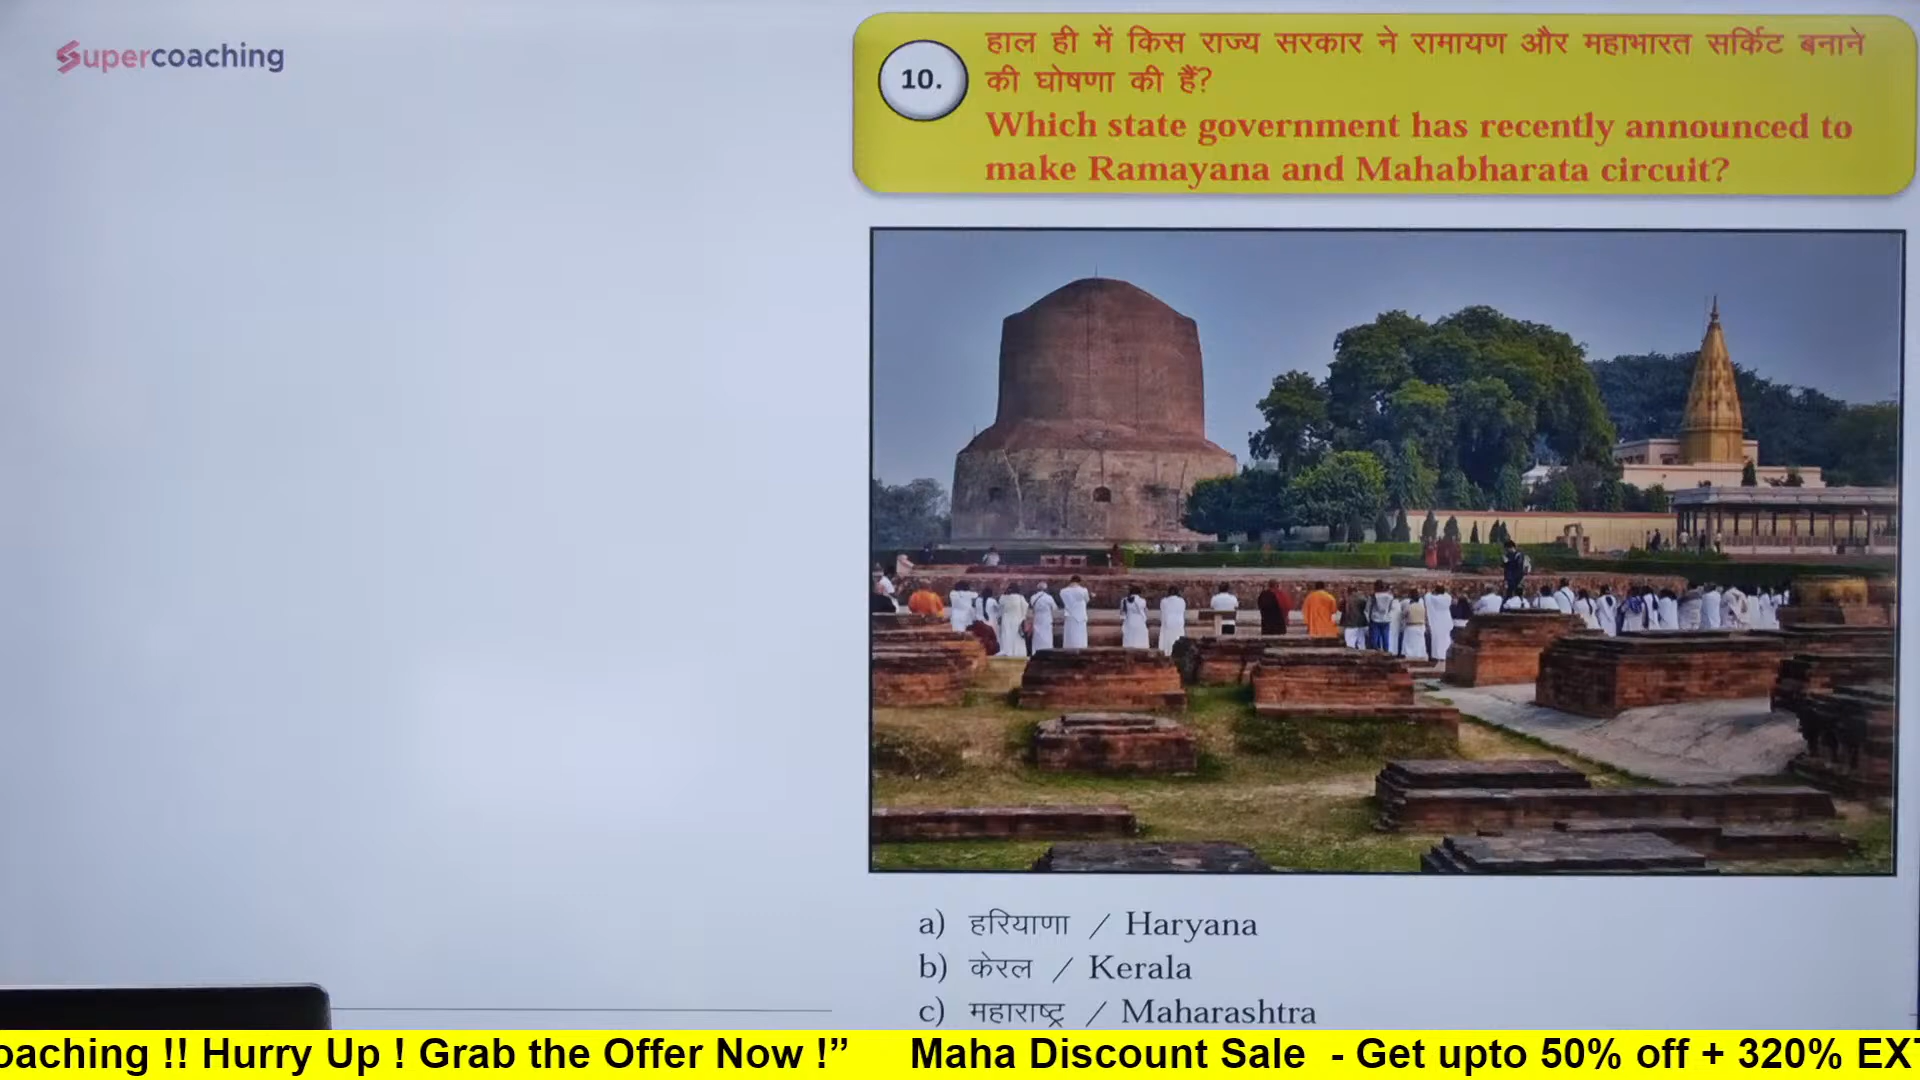 Supercoaching
10.
हाल ही में किस राज्य सरकार ने रामायण और महाभारत सर्किट बनाने
की घोषणा की हैं?
Which state government has recently announced to
make Ramayana and Mahabharata circuit?
a) हरियाणा / Haryana
b) केरल / Kerala
c) महाराष्ट्र / Maharashtra
oaching !! Hurry Up ! Grab the Offer Now !” Maha Discount Sale - Get upto 50% off + 320% EX